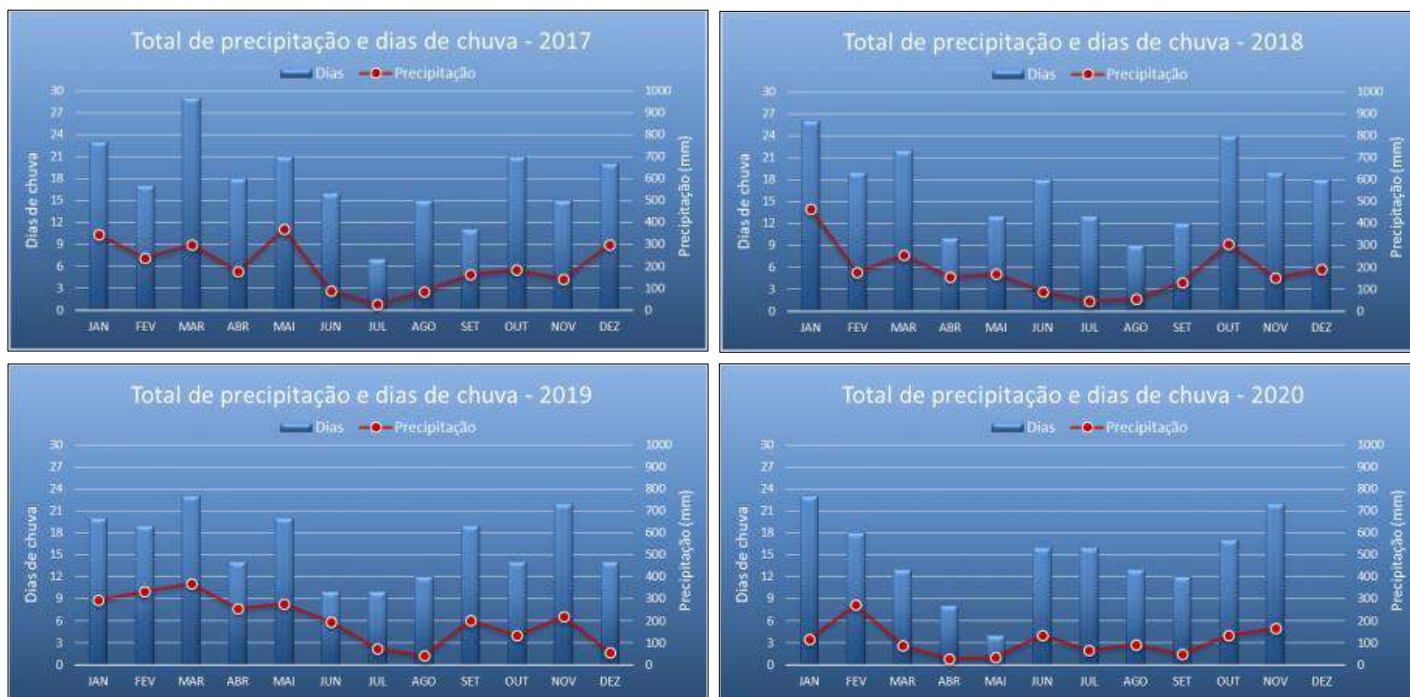 Total de precipitação e dias de chuva - 2017
Dias Precipitação
30 1000
27 900
24 800
21 700
18 600
15 500
12 400
9 300
6 200
3 100
0 0
Dias de chuva
Precipitação (mm)
JAN FEV MAR ABR MAI JUN JUL AGO SET OUT NOV DEZ
Total de precipitação e dias de chuva - 2018
Dias Precipitação
30 1000
27 900
24 800
21 700
18 600
15 500
12 400
9 300
6 200
3 100
0 0
Dias de chuva
Precipitação (mm)
JAN FEV MAR ABR MAI JUN JUL AGO SET OUT NOV DEZ
Total de precipitação e dias de chuva - 2019
Dias Precipitação
30 1000
27 900
24 800
21 700
18 600
15 500
12 400
9 300
6 200
3 100
0 0
Dias de chuva
Precipitação (mm)
JAN FEV MAR ABR MAI JUN JUL AGO SET OUT NOV DEZ
Total de precipitação e dias de chuva - 2020
Dias Precipitação
30 1000
27 900
24 800
21 700
18 600
15 500
12 400
9 300
6 200
3 100
0 0
Dias de chuva
Precipitação (mm)
JAN FEV MAR ABR MAI JUN JUL AGO SET OUT NOV DEZ